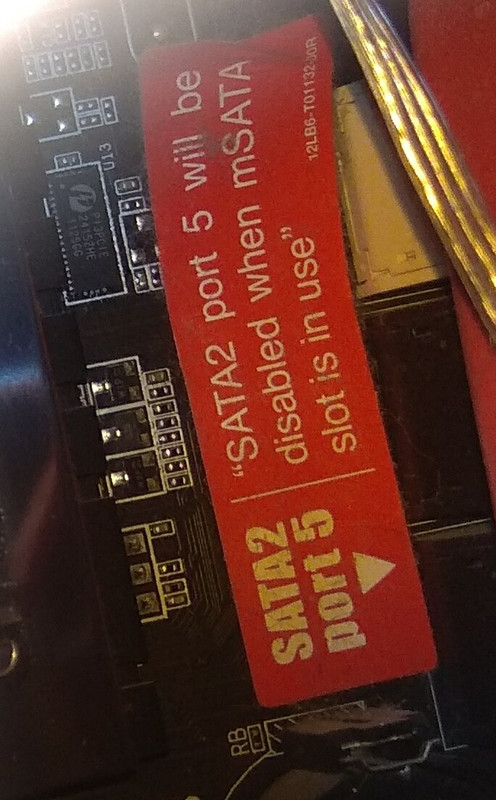 SATA2
port 5
“SATA2 port 5 will be
disabled when mSATA
slot is in use”
12LB6-T01132-00R
U13
RB